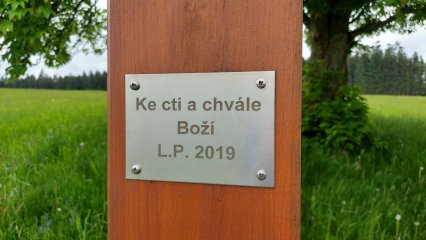 Ke cti a chvále
Boží
L.P. 2019